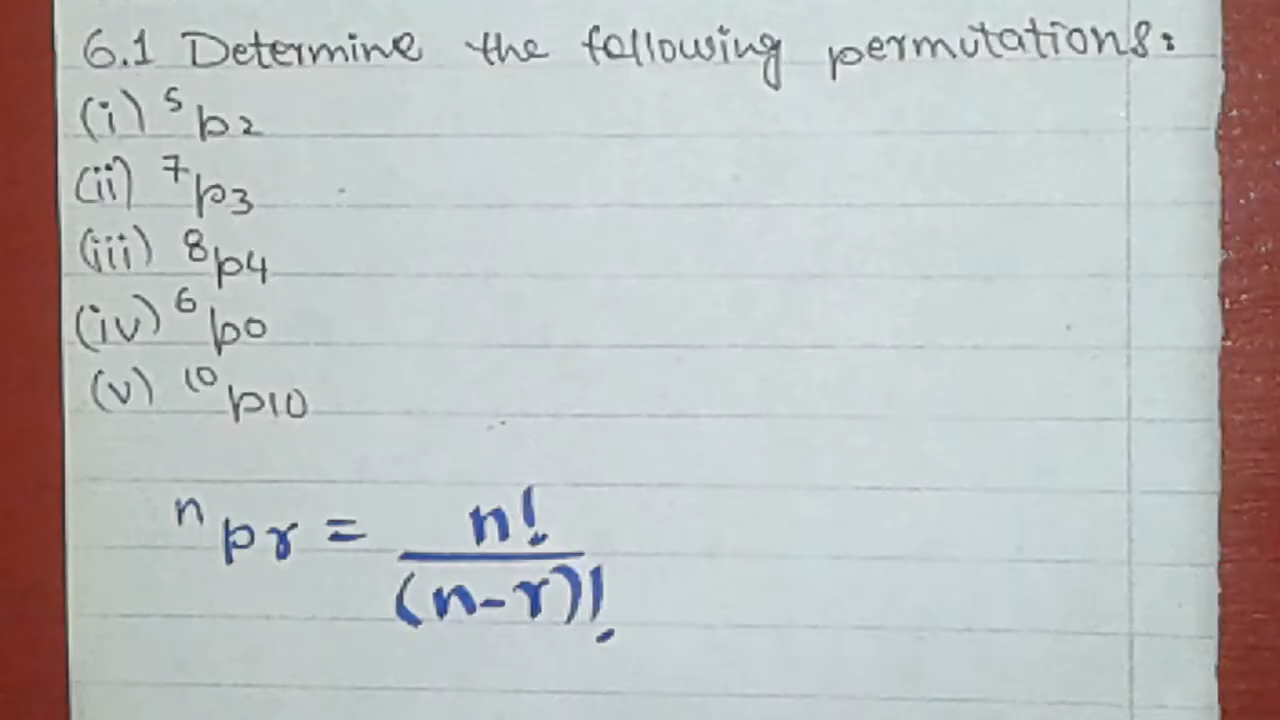 6.1 Determine the following permutations:
(i) ⁵p₂
(ii) ⁷p₃
(iii) ⁸p₄
(iv) ⁶p₀
(v) ¹⁰p₁₀
ⁿpᵣ = n!
(n-r)!